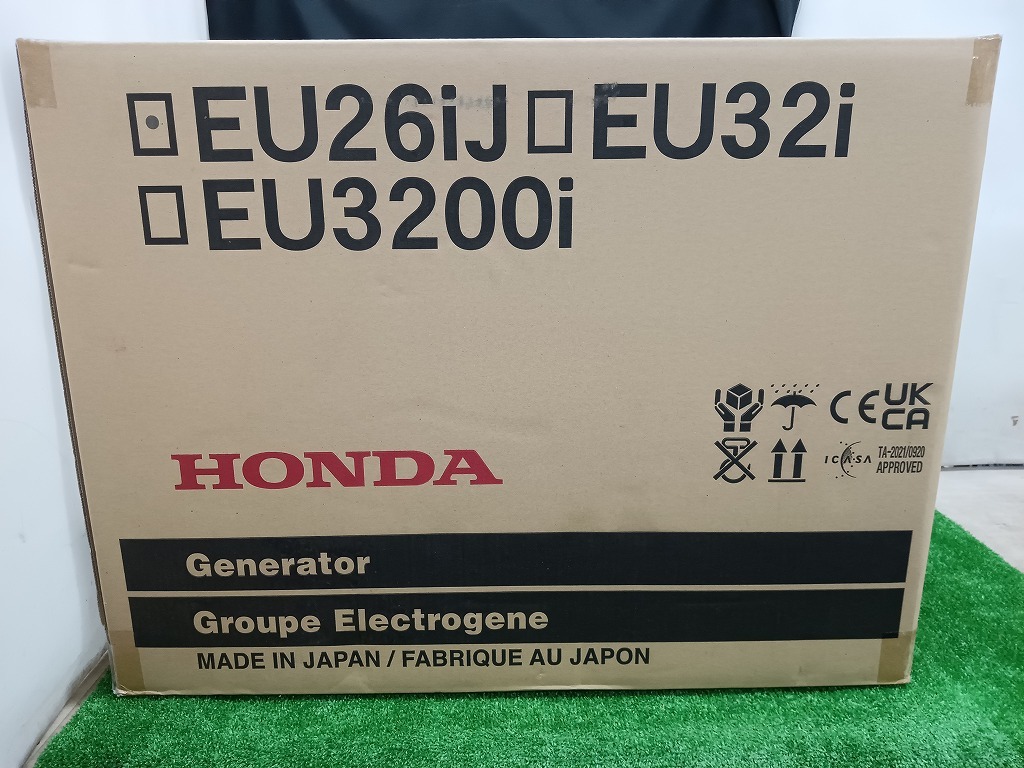 EU26iJ EU32i
EU3200i
CE UK CA
ICASA TA-2021/0920 APPROVED
HONDA
Generator
Groupe Electrogene
MADE IN JAPAN / FABRIQUE AU JAPON